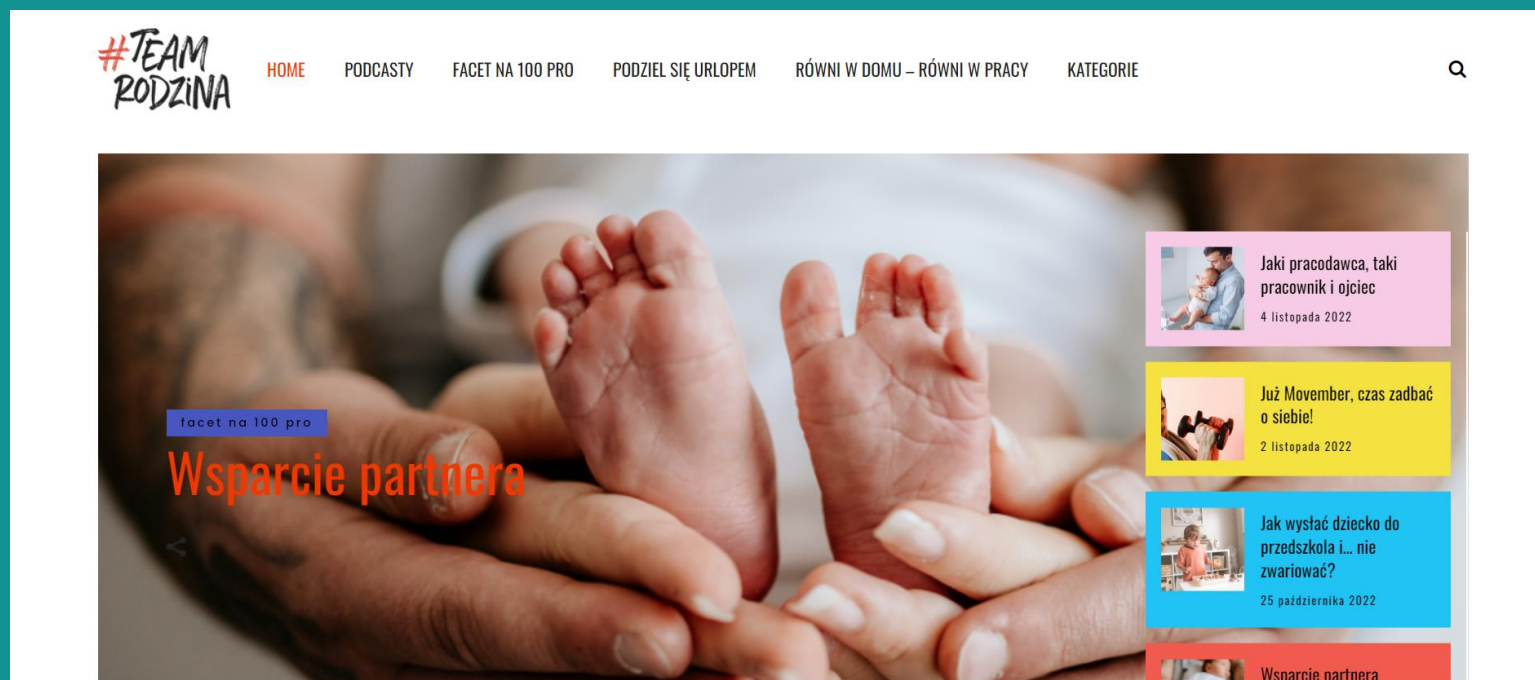 #TEAM
RODZiNA
HOME
PODCASTY
FACET NA 100 PRO
PODZIEL SIĘ URLOPEM
RÓWNI W DOMU – RÓWNI W PRACY
KATEGORIE
facet na 100 pro
Wsparcie partnera
Jaki pracodawca, taki
pracownik i ojciec
4 listopada 2022
Już Movember, czas zadbać
o siebie!
2 listopada 2022
Jak wysłać dziecko do
przedszkola i... nie
zwariować?
25 października 2022
Wsparcie partnera